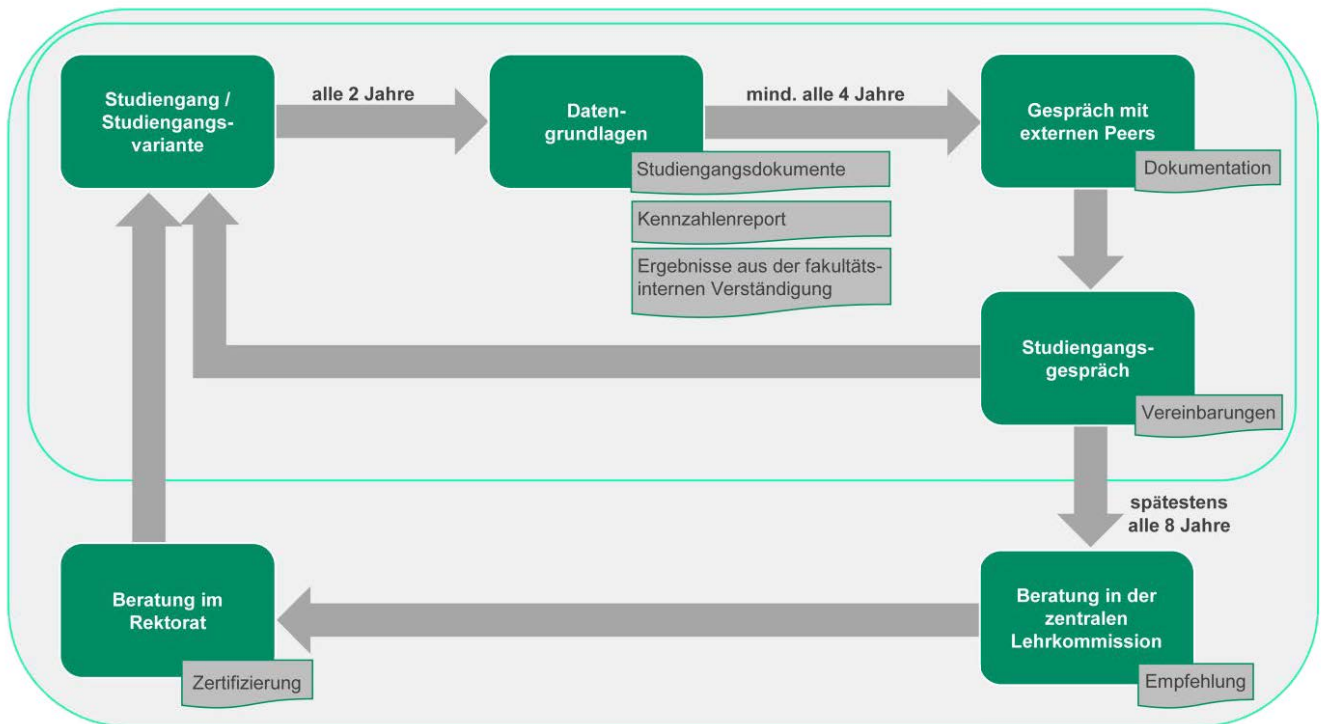 Studiengang /
Studiengangs-
variante
alle 2 Jahre
Daten-
grundlagen
mind. alle 4 Jahre
Gespräch mit
externen Peers
Studiengangsdokumente
Dokumentation
Kennzahlenreport
Ergebnisse aus der fakultäts-
internen Verständigung
Studiengangs-
gespräch
Vereinbarungen
spätestens
alle 8 Jahre
Beratung im
Rektorat
Beratung in der
zentralen
Lehrkommission
Zertifizierung
Empfehlung